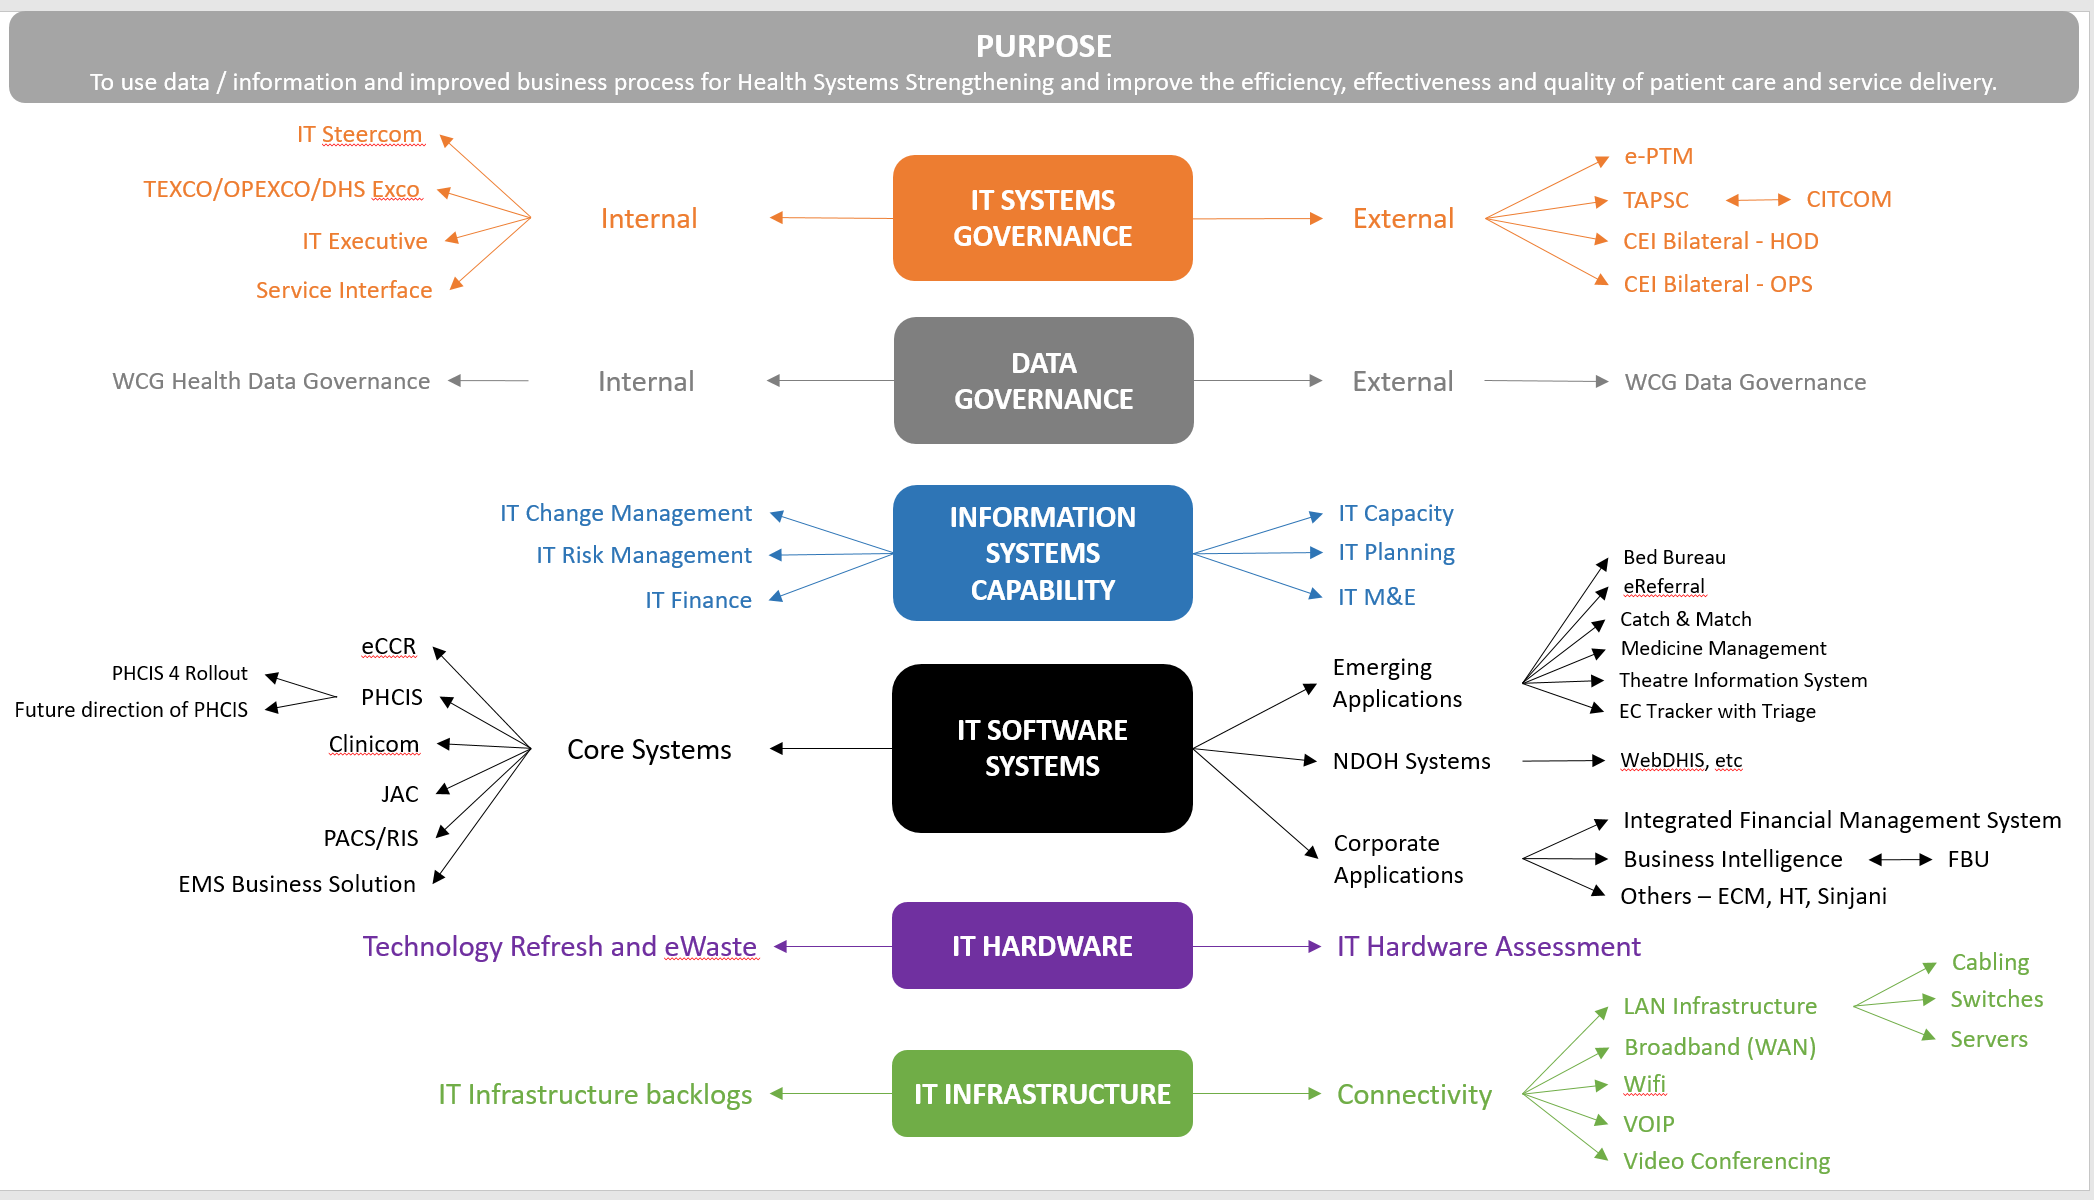 PURPOSE
To use data / information and improved business process for Health Systems Strengthening and improve the efficiency, effectiveness and quality of patient care and service delivery.
IT Steercom
TEXCO/OPEXCO/DHS Exco
IT Executive
Service Interface
Internal
IT SYSTEMS
GOVERNANCE
External
e-PTM
TAPSC
CITCOM
CEI Bilateral - HOD
CEI Bilateral - OPS
WCG Health Data Governance
Internal
DATA
GOVERNANCE
External
WCG Data Governance
IT Change Management
IT Risk Management
IT Finance
INFORMATION
SYSTEMS
CAPABILITY
IT Capacity
IT Planning
IT M&E
PHCIS 4 Rollout
Future direction of PHCIS
eCCR
PHCIS
Clinicom
JAC
PACS/RIS
EMS Business Solution
Core Systems
IT SOFTWARE
SYSTEMS
Emerging
Applications
Bed Bureau
eReferral
Catch & Match
Medicine Management
Theatre Information System
EC Tracker with Triage
NDOH Systems
WebDHIS, etc
Corporate
Applications
Integrated Financial Management System
Business Intelligence
FBU
Others – ECM, HT, Sinjani
Technology Refresh and eWaste
IT HARDWARE
IT Hardware Assessment
IT Infrastructure backlogs
IT INFRASTRUCTURE
Connectivity
LAN Infrastructure
Cabling
Switches
Servers
Broadband (WAN)
Wifi
VOIP
Video Conferencing